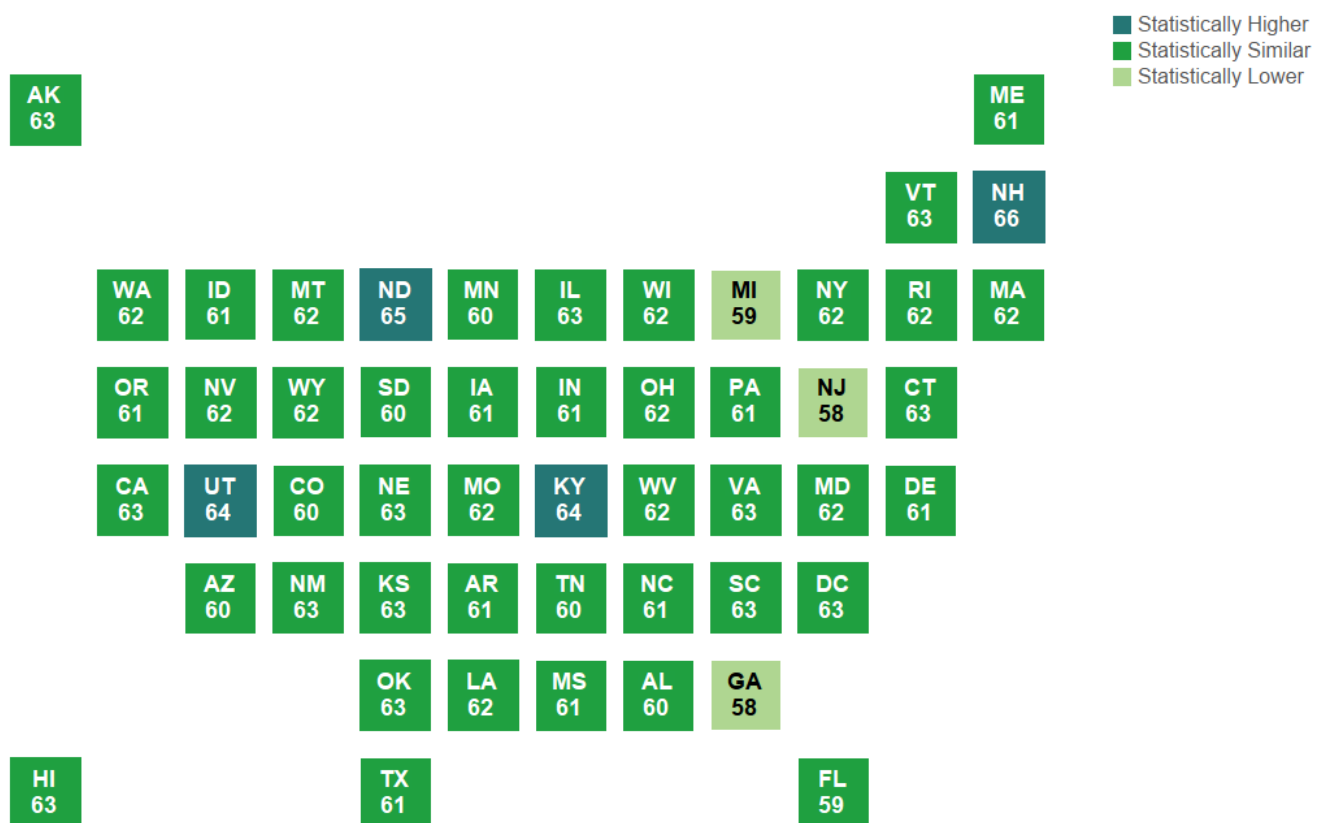 Statistically Higher
Statistically Similar
Statistically Lower
AK
63
ME
61
VT
63
NH
66
WA
62
ID
61
MT
62
ND
65
MN
60
IL
63
WI
62
MI
59
NY
62
RI
62
MA
62
OR
61
NV
62
WY
62
SD
60
IA
61
IN
61
OH
62
PA
61
NJ
58
CT
63
CA
63
UT
64
CO
60
NE
63
MO
62
KY
64
WV
62
VA
63
MD
62
DE
61
AZ
60
NM
63
KS
63
AR
61
TN
60
NC
61
SC
63
DC
63
OK
63
LA
62
MS
61
AL
60
GA
58
HI
63
TX
61
FL
59